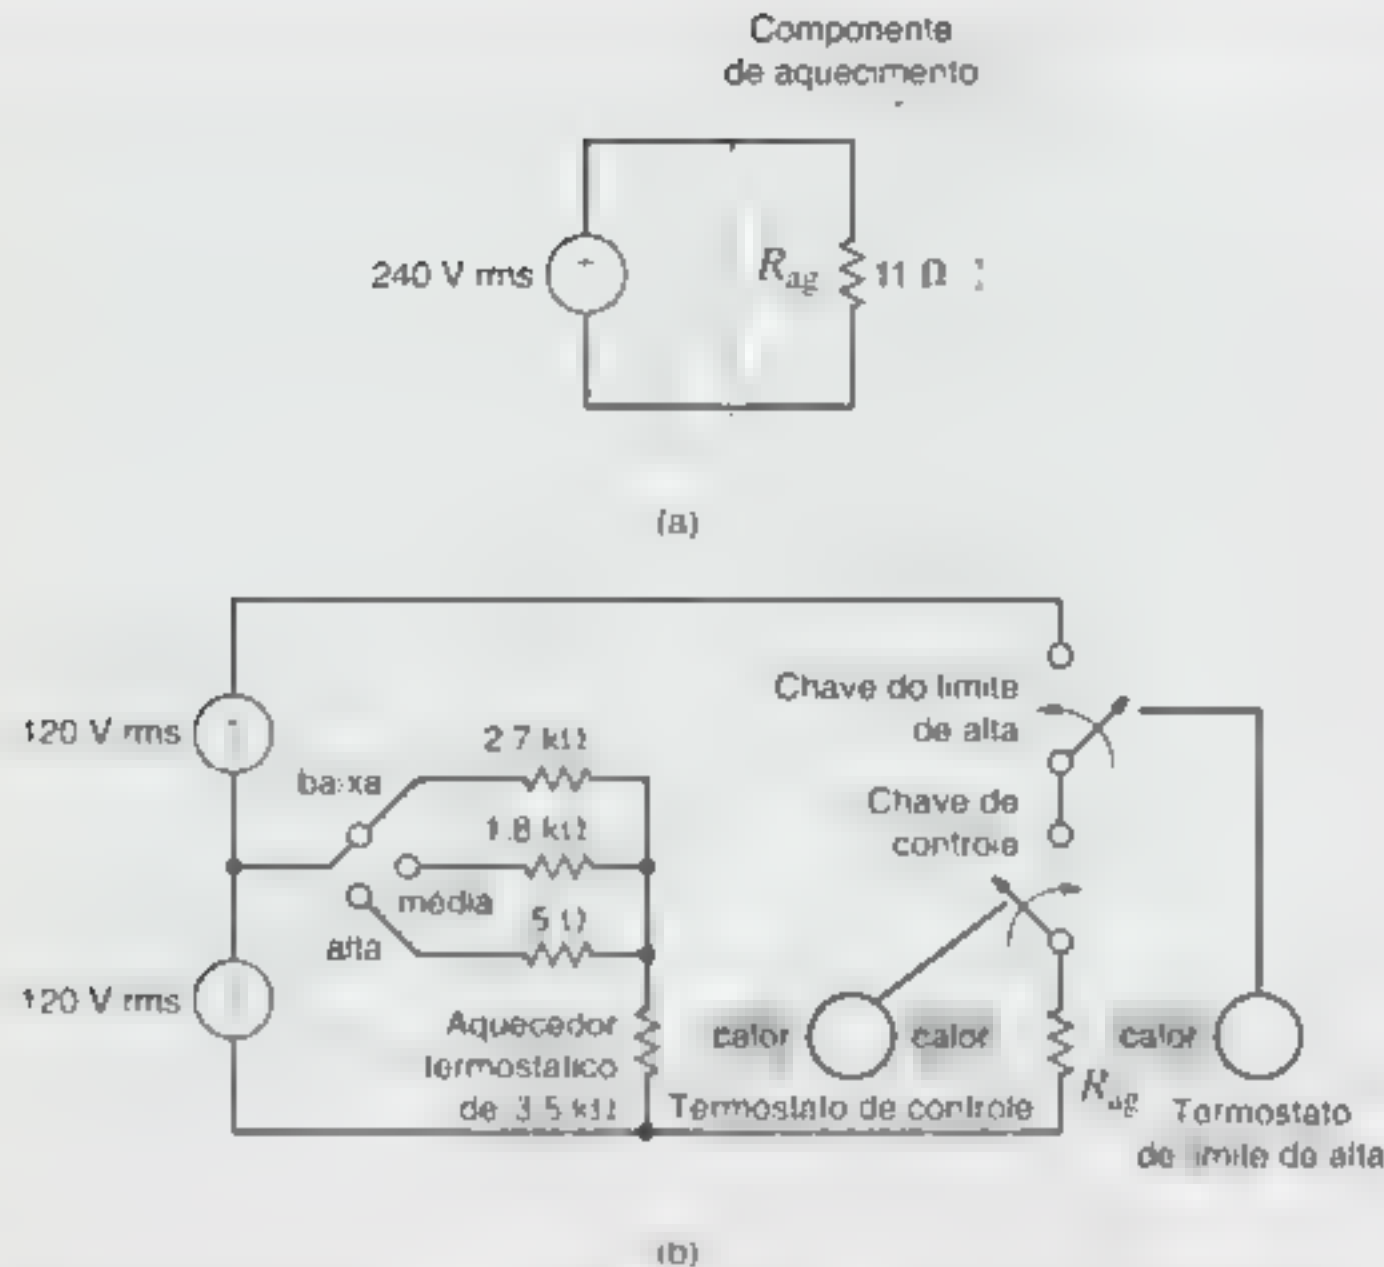 Componente
de aquecimento
240 V rms
R_ag
11 Ω
(a)
120 V rms
120 V rms
baixa
média
alta
2.7 kΩ
1.8 kΩ
5 Ω
Aquecedor
termostático
de 3.5 kΩ
Chave do limite
de alta
Chave de
controle
calor
calor
calor
Termostato de controle
R_ag
Termostato
de limite de alta
(b)